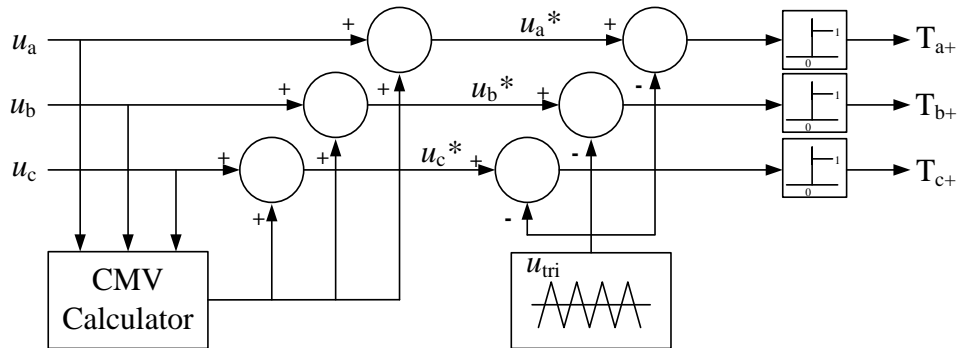 u_a + + u_a* + - 1 0 T_a+
u_b + + u_b* + - 1 0 T_b+
u_c + + u_c* + - 1 0 T_c+
CMV
Calculator
u_tri